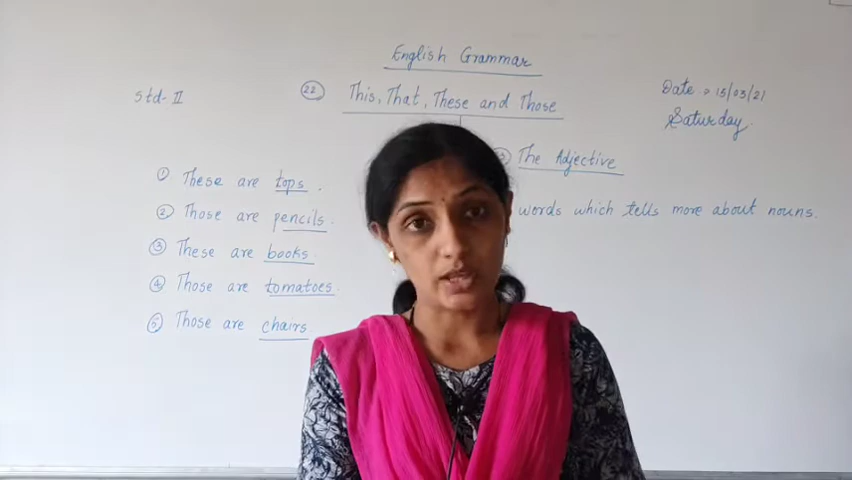 English Grammar
Std- II
22 This, That, These and Those
Date → 13/03/21
Saturday.
The Adjective
1 These are tops.
2 Those are pencils.
words which tells more about nouns.
3 These are books.
4 Those are tomatoes.
5 Those are chairs